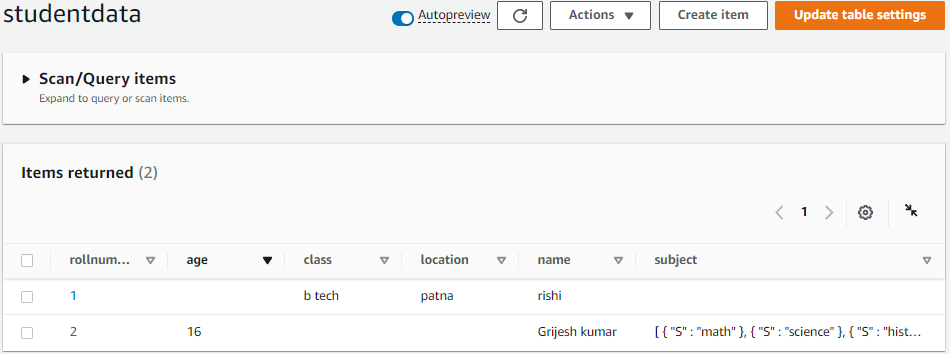 studentdata
Autopreview
Actions
Create item
Update table settings
Scan/Query items
Expand to query or scan items.
Items returned (2)
1
rollnum... age class location name subject
1 b tech patna rishi
2 16 Grijesh kumar [ { "S" : "math" }, { "S" : "science" }, { "S" : "hist...